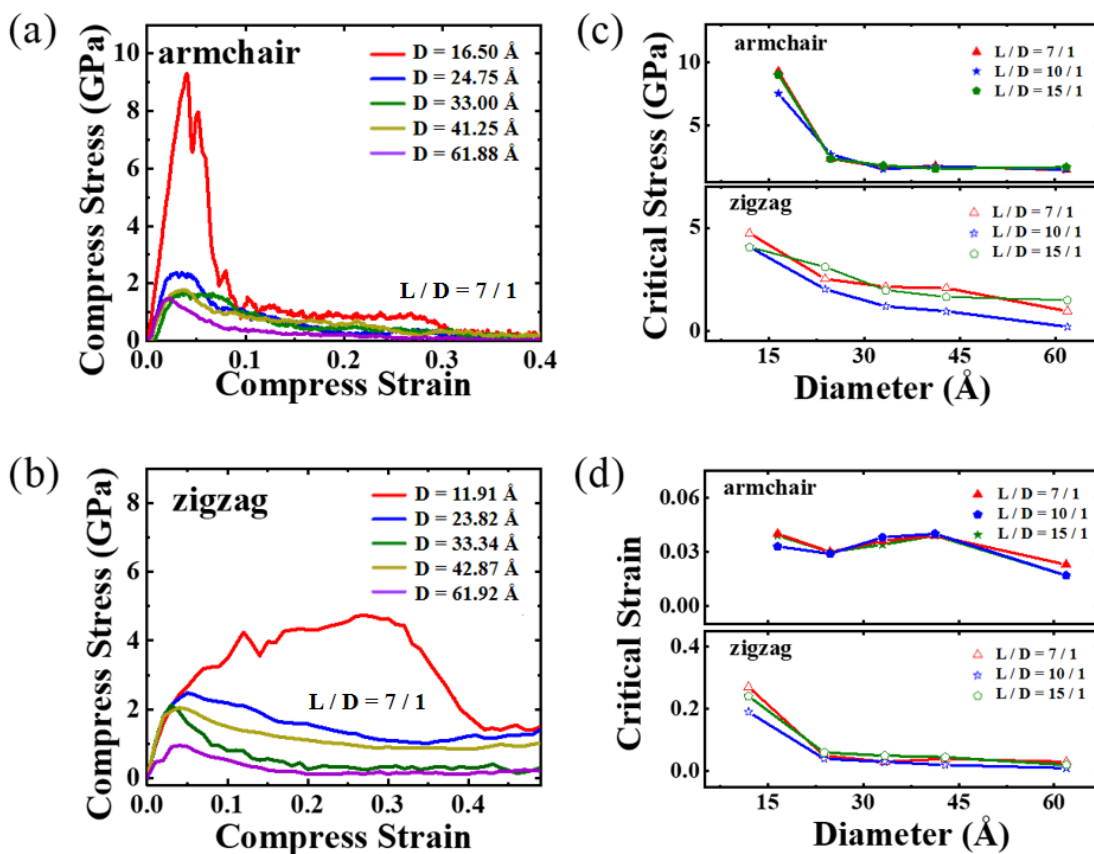 (a)
armchair
D = 16.50 Å
D = 24.75 Å
D = 33.00 Å
D = 41.25 Å
D = 61.88 Å
L / D = 7 / 1
Compress Stress (GPa)
10
8
6
4
2
0
0.0 0.1 0.2 0.3 0.4
Compress Strain
(c)
armchair
L / D = 7 / 1
L / D = 10 / 1
L / D = 15 / 1
10
5
zigzag
L / D = 7 / 1
L / D = 10 / 1
L / D = 15 / 1
5
0
Critical Stress (GPa)
15 30 45 60
Diameter (Å)
(b)
zigzag
D = 11.91 Å
D = 23.82 Å
D = 33.34 Å
D = 42.87 Å
D = 61.92 Å
L / D = 7 / 1
Compress Stress (GPa)
8
6
4
2
0
0.0 0.1 0.2 0.3 0.4
Compress Strain
(d)
armchair
L / D = 7 / 1
L / D = 10 / 1
L / D = 15 / 1
0.06
0.03
0.00
zigzag
L / D = 7 / 1
L / D = 10 / 1
L / D = 15 / 1
0.4
0.2
0.0
Critical Strain
15 30 45 60
Diameter (Å)